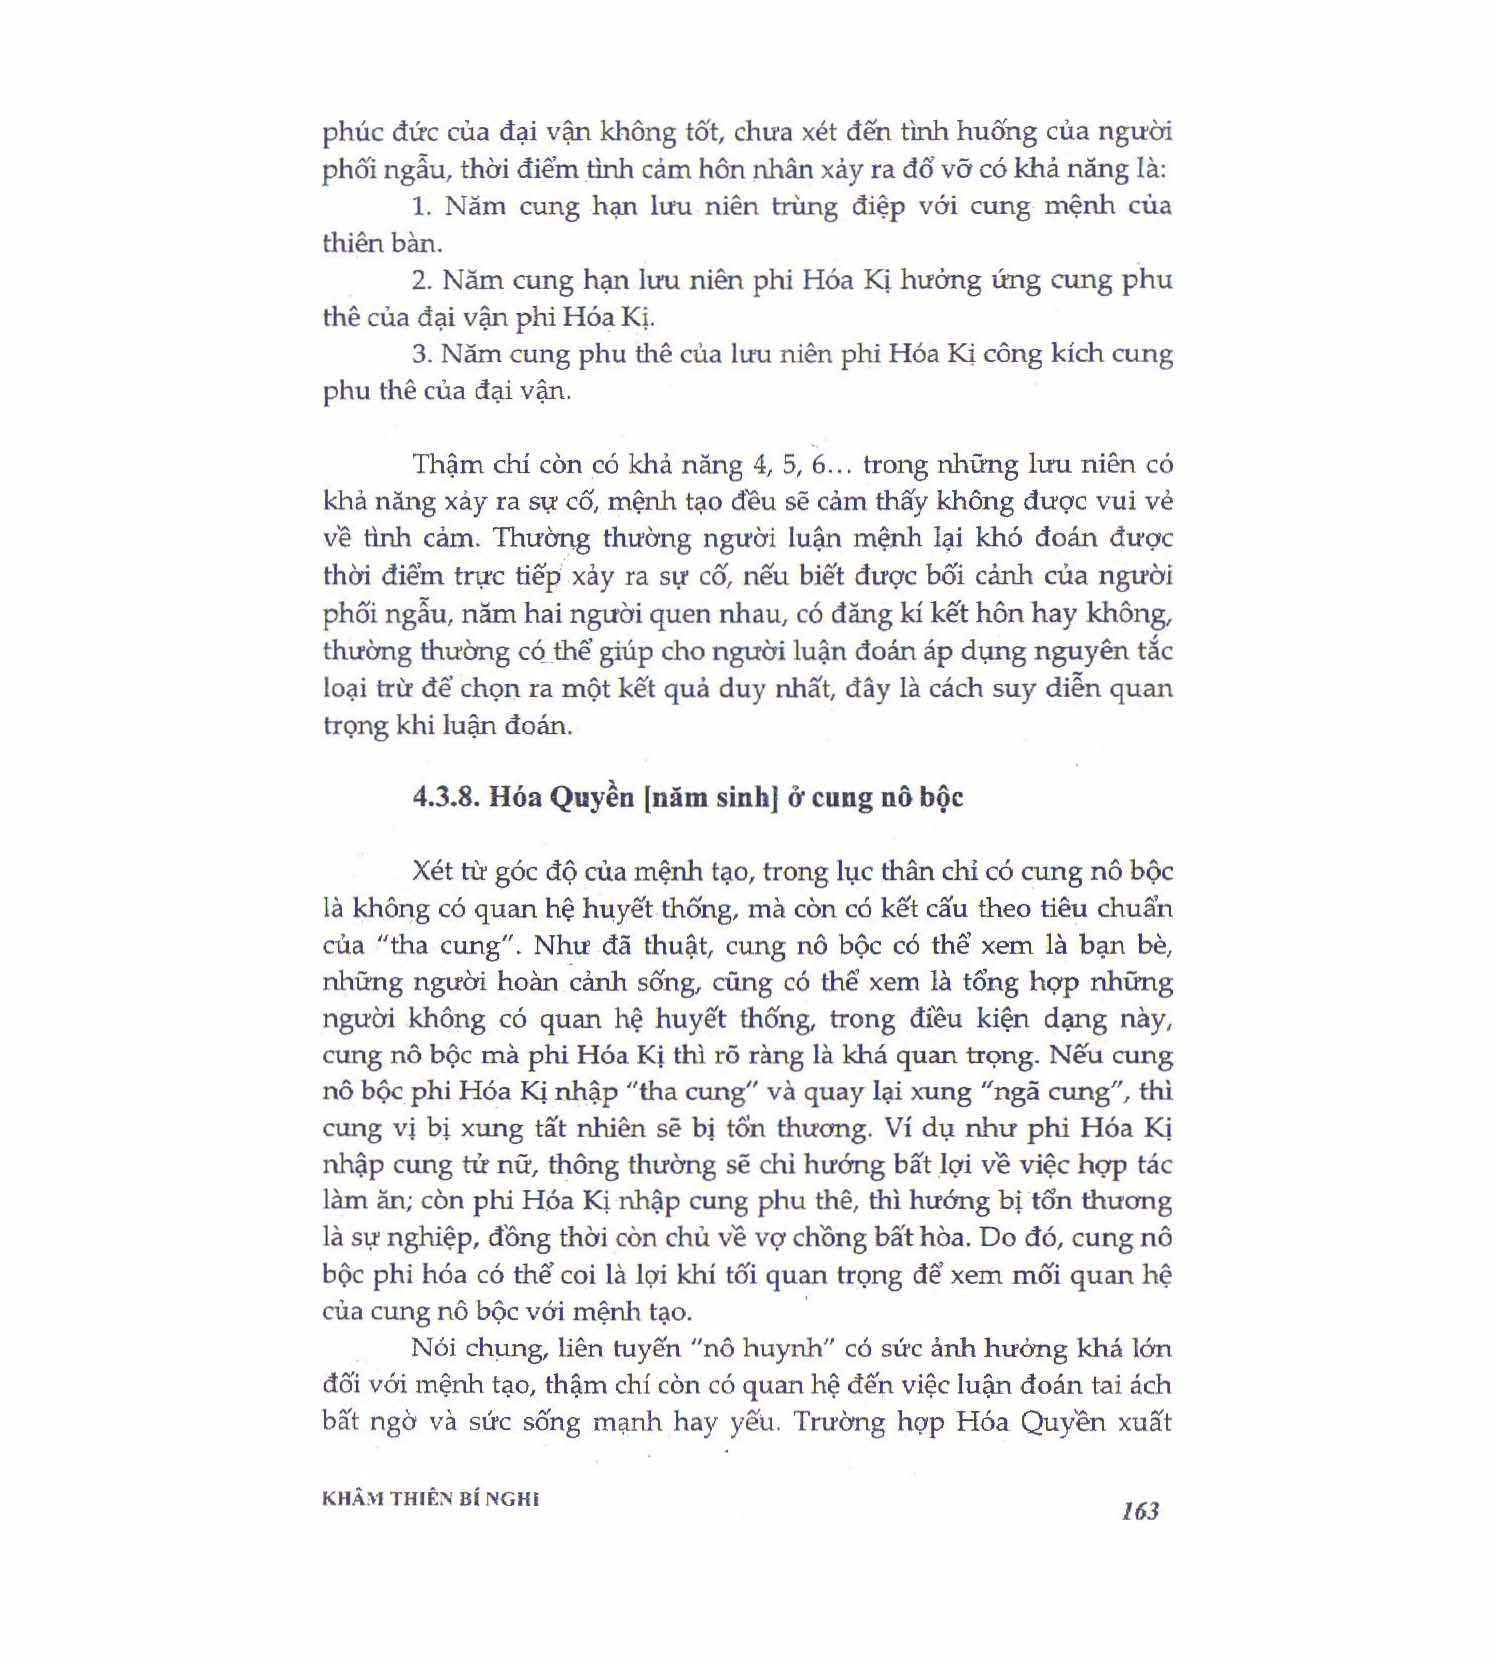 phúc đức của đại vận không tốt, chưa xét đến tình huống của người
phối ngẫu, thời điểm tình cảm hôn nhân xảy ra đổ vỡ có khả năng là:
1. Năm cung hạn lưu niên trùng điệp với cung mệnh của
thiên bàn.
2. Năm cung hạn lưu niên phi Hóa Kị hưởng ứng cung phu
thê của đại vận phi Hóa Kị.
3. Năm cung phu thê của lưu niên phi Hóa Kị công kích cung
phu thê của đại vận.
Thậm chí còn có khả năng 4, 5, 6... trong những lưu niên có
khả năng xảy ra sự cố, mệnh tạo đều sẽ cảm thấy không được vui vẻ
về tình cảm. Thường thường người luận mệnh lại khó đoán được
thời điểm trực tiếp xảy ra sự cố, nếu biết được bối cảnh của người
phối ngẫu, năm hai người quen nhau, có đăng kí kết hôn hay không,
thường thường có thể giúp cho người luận đoán áp dụng nguyên tắc
loại trừ để chọn ra một kết quả duy nhất, đây là cách suy diễn quan
trọng khi luận đoán.
4.3.8. Hóa Quyền [năm sinh] ở cung nô bộc
Xét từ góc độ của mệnh tạo, trong lục thân chỉ có cung nô bộc
là không có quan hệ huyết thống, mà còn có kết cấu theo tiêu chuẩn
của "tha cung". Như đã thuật, cung nô bộc có thể xem là bạn bè,
những người hoàn cảnh sống, cũng có thể xem là tổng hợp những
người không có quan hệ huyết thống, trong điều kiện dạng này,
cung nô bộc mà phi Hóa Kị thì rõ ràng là khá quan trọng. Nếu cung
nô bộc phi Hóa Kị nhập "tha cung" và quay lại xung "ngã cung", thì
cung vị bị xung tất nhiên sẽ bị tổn thương. Ví dụ như phi Hóa Kị
nhập cung tử nữ, thông thường sẽ chỉ hướng bất lợi về việc hợp tác
làm ăn; còn phi Hóa Kị nhập cung phu thê, thì hướng bị tổn thương
là sự nghiệp, đồng thời còn chủ về vợ chồng bất hòa. Do đó, cung nô
bộc phi hóa có thể coi là lợi khí tối quan trọng để xem mối quan hệ
của cung nô bộc với mệnh tạo.
Nói chung, liên tuyến "nô huynh" có sức ảnh hưởng khá lớn
đối với mệnh tạo, thậm chí còn có quan hệ đến việc luận đoán tai ách
bất ngờ và sức sống mạnh hay yếu. Trường hợp Hóa Quyền xuất
KHÂM THIÊN BÍ NGHI
163